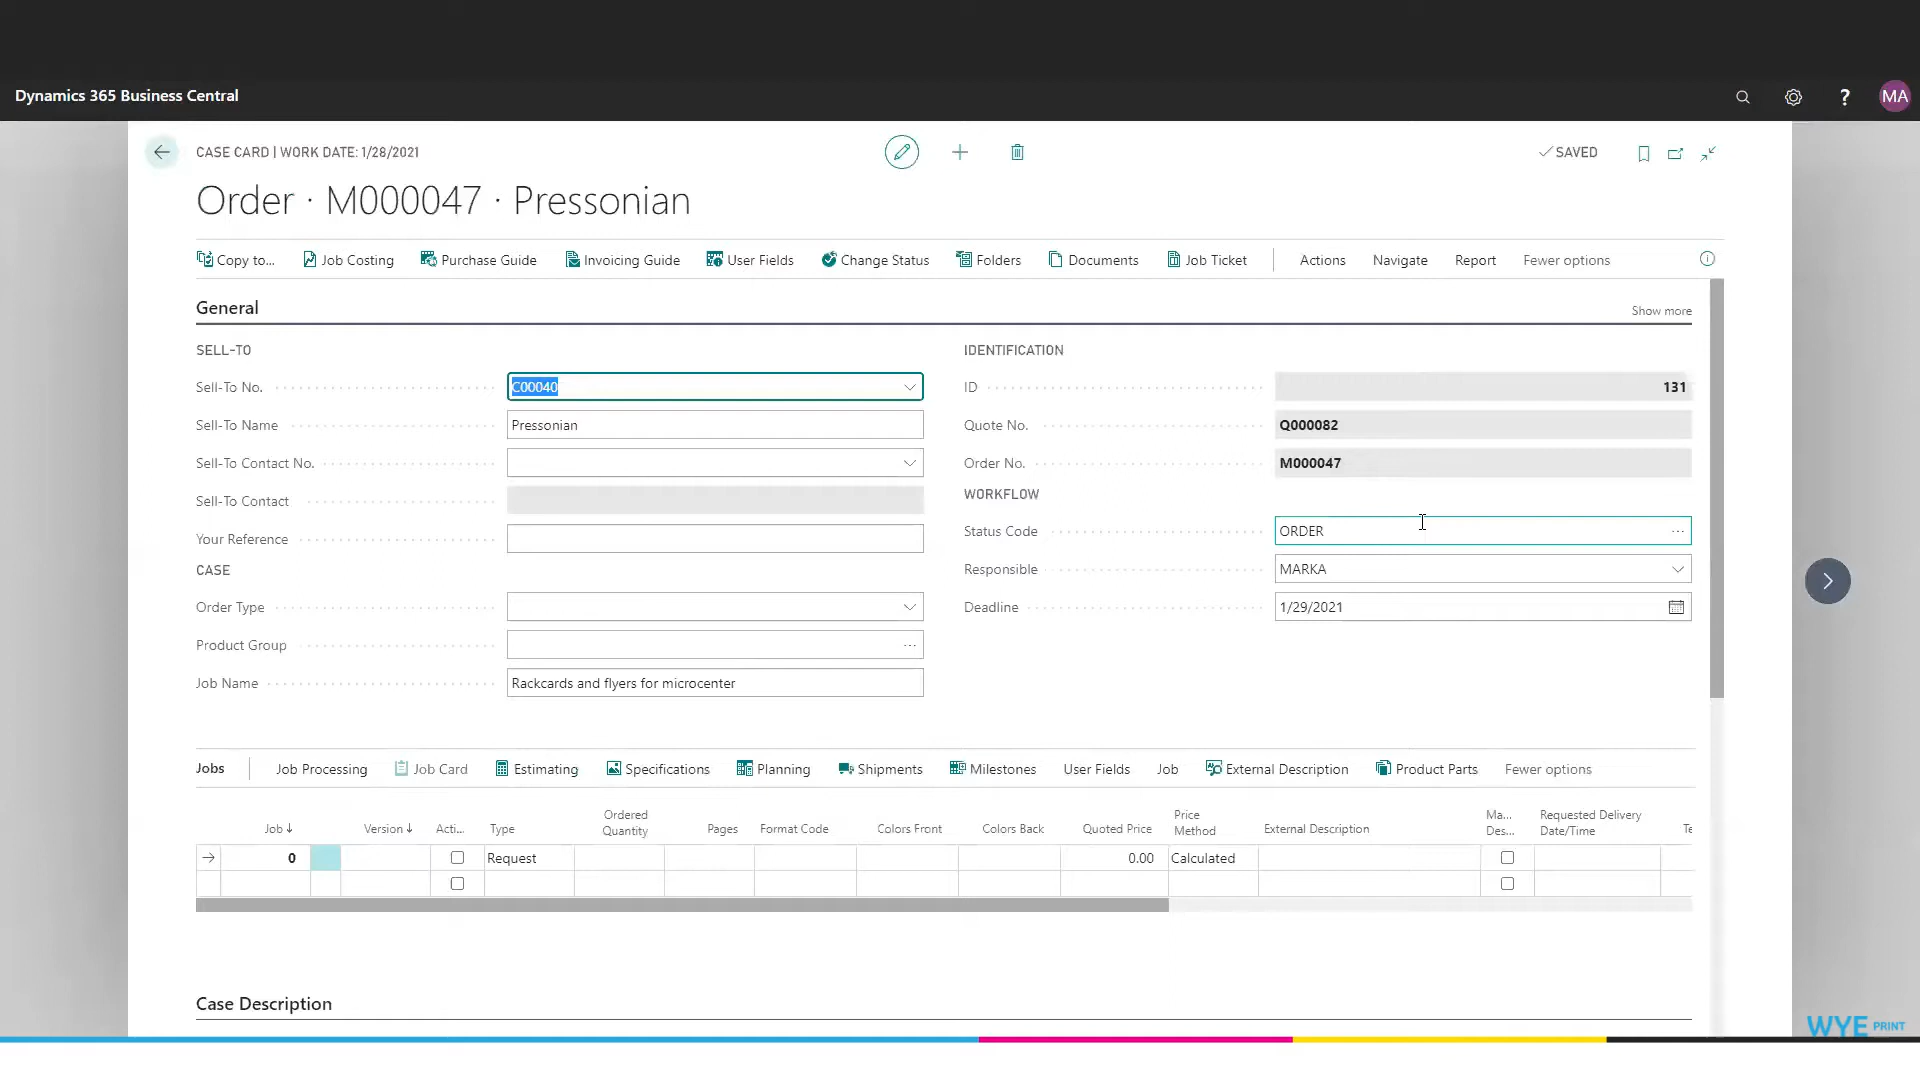 Dynamics 365 Business Central
?
MA
CASE CARD | WORK DATE: 1/28/2021
SAVED
Order · M000047 · Pressonian
Copy to... Job Costing Purchase Guide Invoicing Guide User Fields Change Status Folders Documents Job Ticket Actions Navigate Report Fewer options
General
Show more
SELL-TO
Sell-To No. C00040
Sell-To Name Pressonian
Sell-To Contact No.
Sell-To Contact
Your Reference
CASE
Order Type
Product Group ...
Job Name Rackcards and flyers for microcenter
IDENTIFICATION
ID 131
Quote No. Q000082
Order No. M000047
WORKFLOW
Status Code ORDER ...
Responsible MARKA
Deadline 1/29/2021
Jobs Job Processing Job Card Estimating Specifications Planning Shipments Milestones User Fields Job External Description Product Parts Fewer options
Job ↓ Version ↓ Acti... Type Ordered Quantity Pages Format Code Colors Front Colors Back Quoted Price Price Method External Description Ma... Des... Requested Delivery Date/Time Te
0 Request 0.00 Calculated
Case Description
WYE PRINT